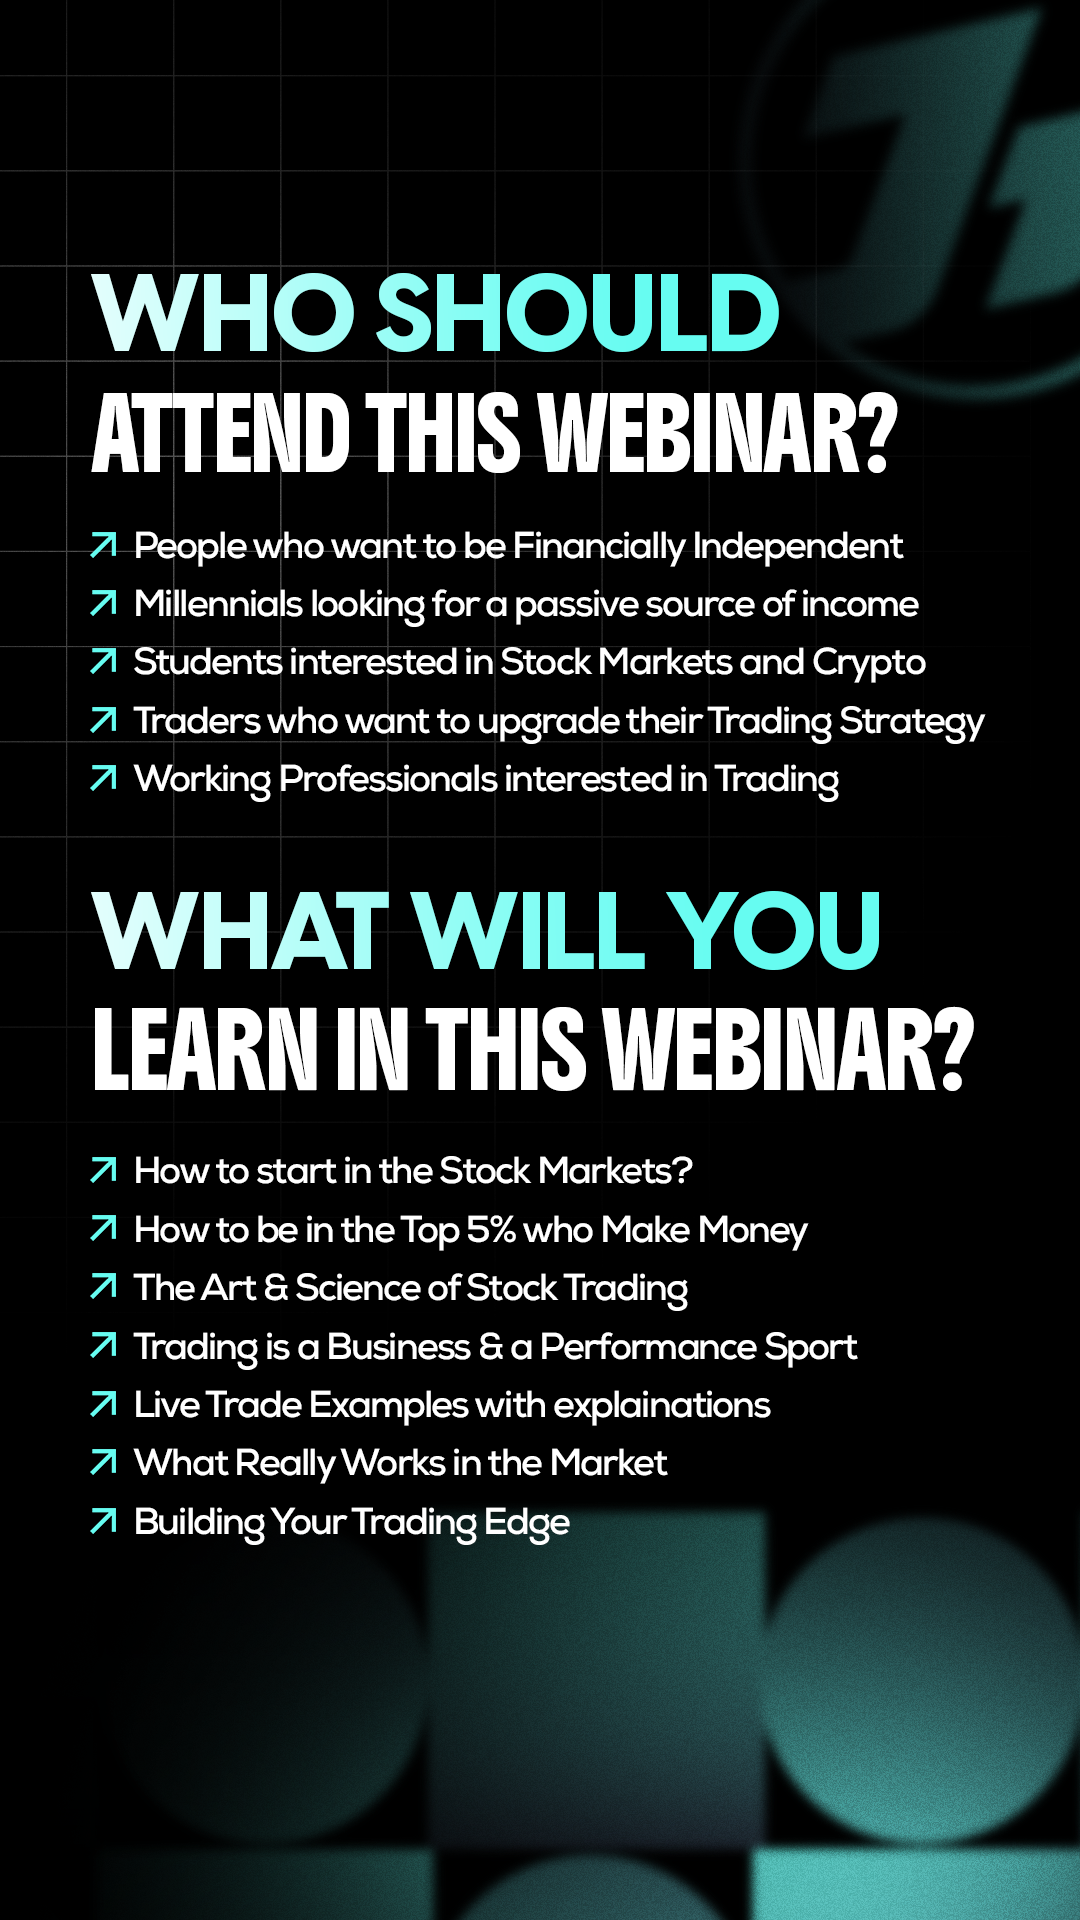 WHO SHOULD
ATTEND THIS WEBINAR?
People who want to be Financially Independent
Millennials looking for a passive source of income
Students interested in Stock Markets and Crypto
Traders who want to upgrade their Trading Strategy
Working Professionals interested in Trading
WHAT WILL YOU
LEARN IN THIS WEBINAR?
How to start in the Stock Markets?
How to be in the Top 5% who Make Money
The Art & Science of Stock Trading
Trading is a Business & a Performance Sport
Live Trade Examples with explainations
What Really Works in the Market
Building Your Trading Edge